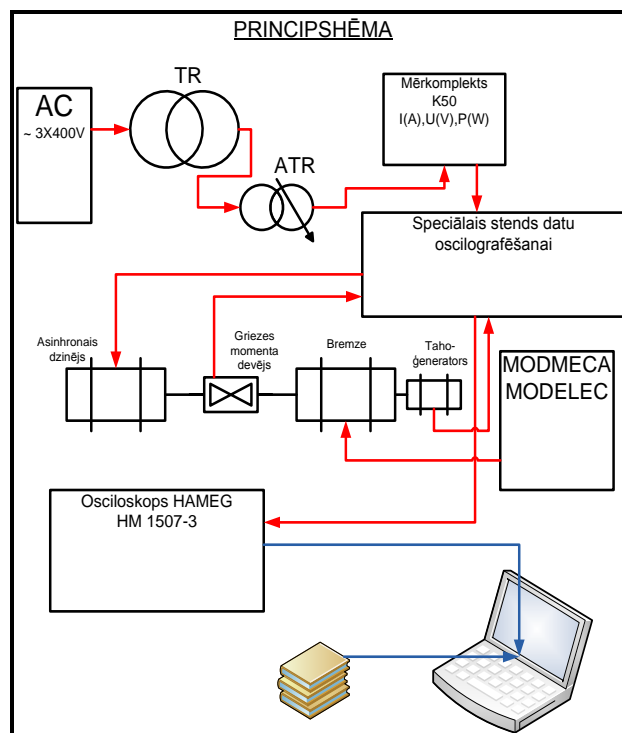 PRINCIPSHĒMA
TR
AC
~ 3X400V
Mērkomplekts
K50
I(A),U(V),P(W)
ATR
Speciālais stends datu
oscilografēšanai
Asinhronais
dzinējs
Griezes
momenta
devējs
Bremze
Taho-
ģenerators
MODMECA
MODELEC
Osciloskops HAMEG
HM 1507-3